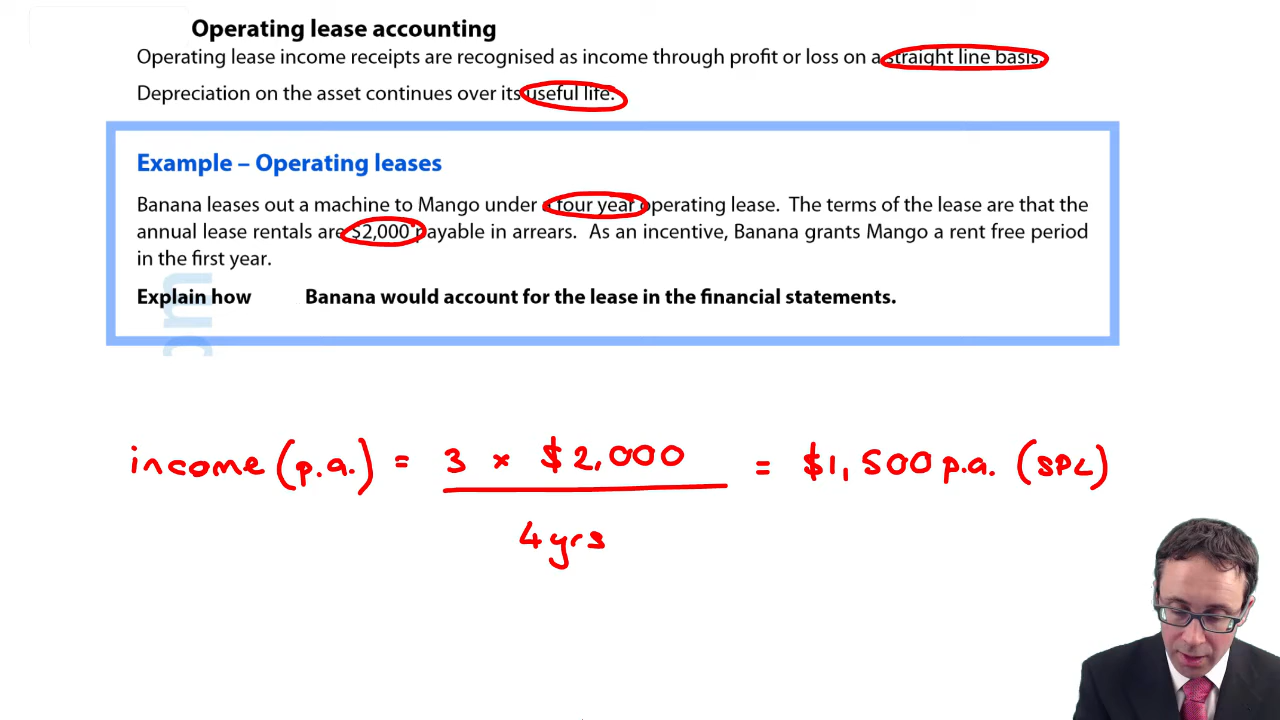 Operating lease accounting
Operating lease income receipts are recognised as income through profit or loss on a straight line basis.
Depreciation on the asset continues over its useful life.
Example – Operating leases
Banana leases out a machine to Mango under a four year operating lease. The terms of the lease are that the
annual lease rentals are $2,000 payable in arrears. As an incentive, Banana grants Mango a rent free period
in the first year.
Explain how Banana would account for the lease in the financial statements.
income (p.a.) = 3 × $2,000 = $1,500 p.a. (SPL)
4yrs